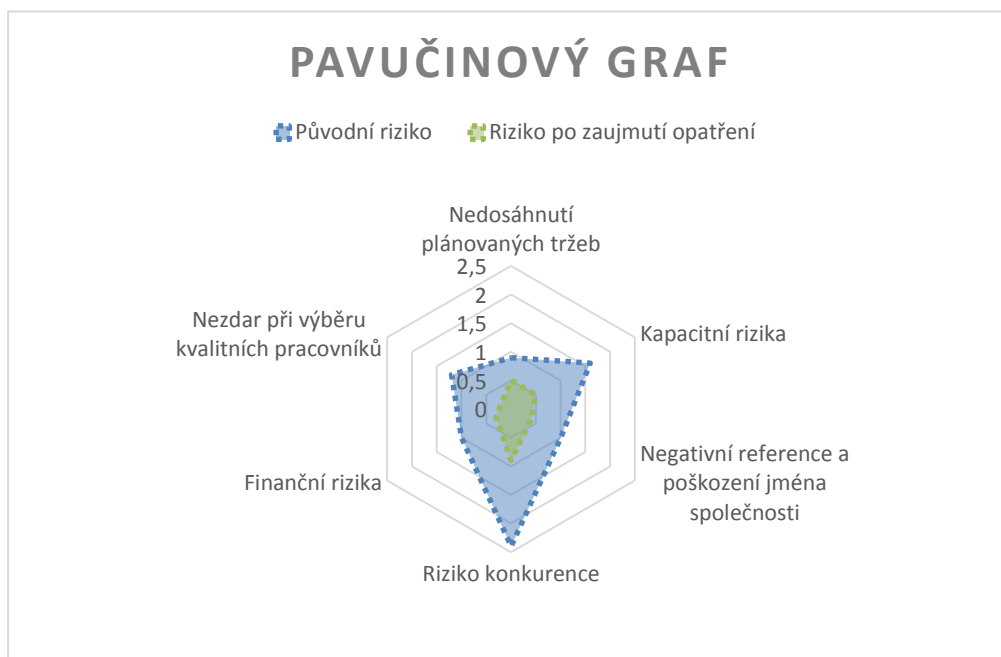 PAVUČINOVÝ GRAF
Původní riziko
Riziko po zaujmutí opatření
Nedosáhnutí
plánovaných tržeb
2,5
2
1,5
1
0,5
0
Kapacitní rizika
Negativní reference a
poškození jména
společnosti
Riziko konkurence
Finanční rizika
Nezdar při výběru
kvalitních pracovníků